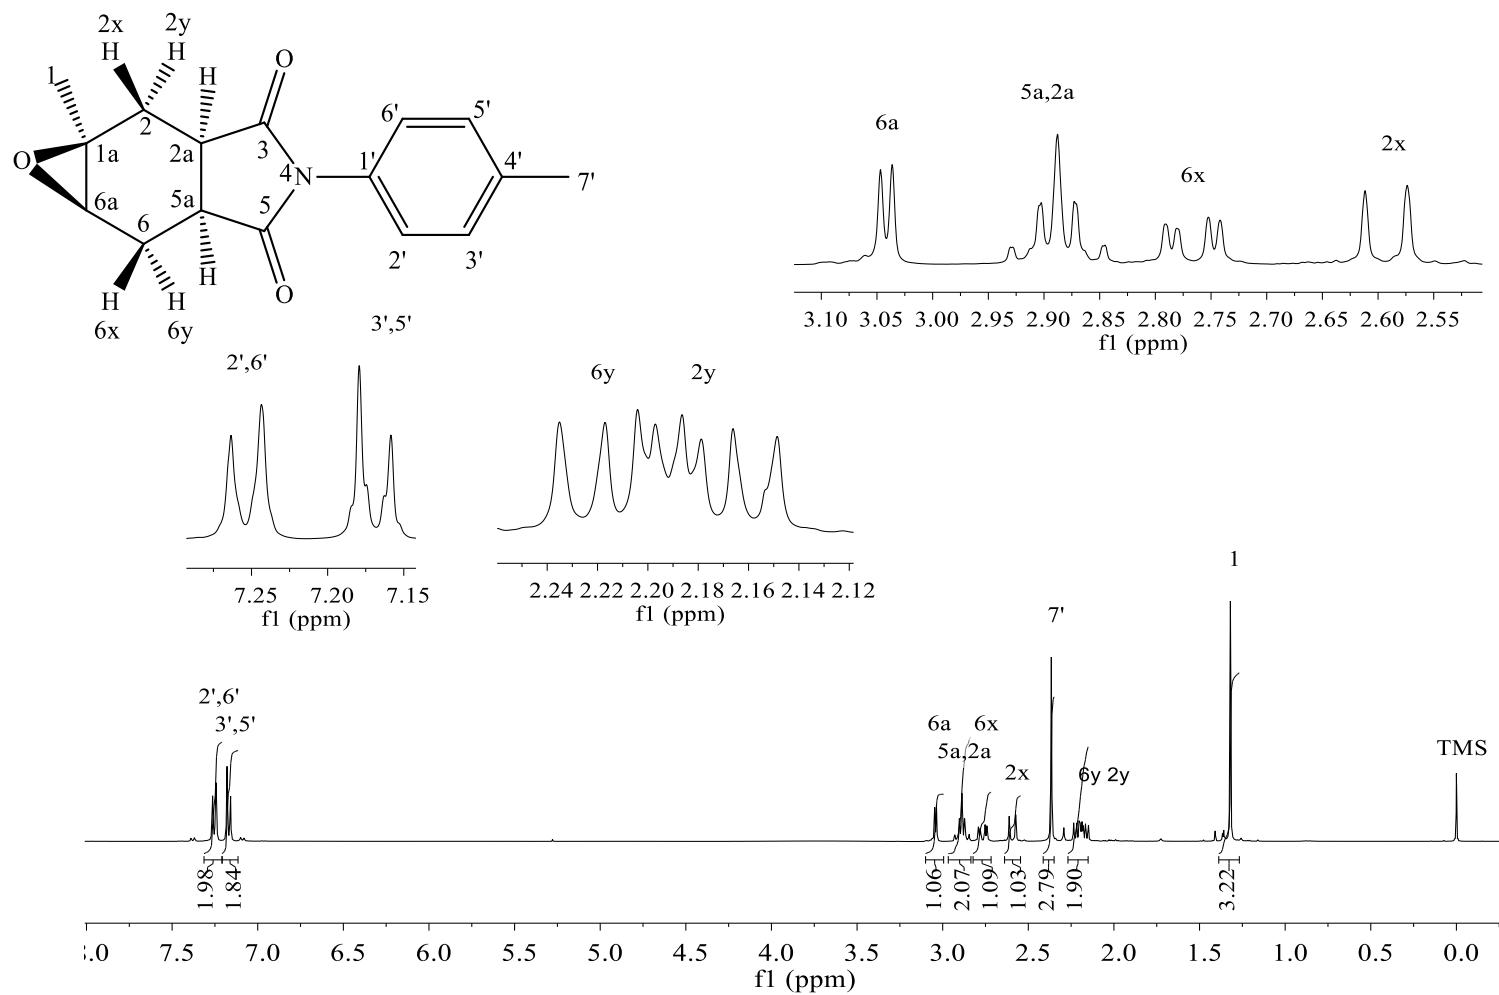 2x 2y
H H
H
O
1
6' 5'
2
1a 2a 3
1' 4'
O
4 N
7'
6a 5a 5
6
2' 3'
H H H
O
6x 6y
5a,2a
6a
6x
2x
3.10 3.05 3.00 2.95 2.90 2.85 2.80 2.75 2.70 2.65 2.60 2.55
f1 (ppm)
3',5'
2',6'
7.25 7.20 7.15
f1 (ppm)
6y 2y
2.24 2.22 2.20 2.18 2.16 2.14 2.12
f1 (ppm)
1
7'
2',6'
3',5'
6a 6x
5a,2a
2x
6y 2y
TMS
1.98
1.84
1.06
2.07
1.09
1.03
2.79
1.90
3.22
7.5 7.0 6.5 6.0 5.5 5.0 4.5 4.0 3.5 3.0 2.5 2.0 1.5 1.0 0.5 0.0
f1 (ppm)